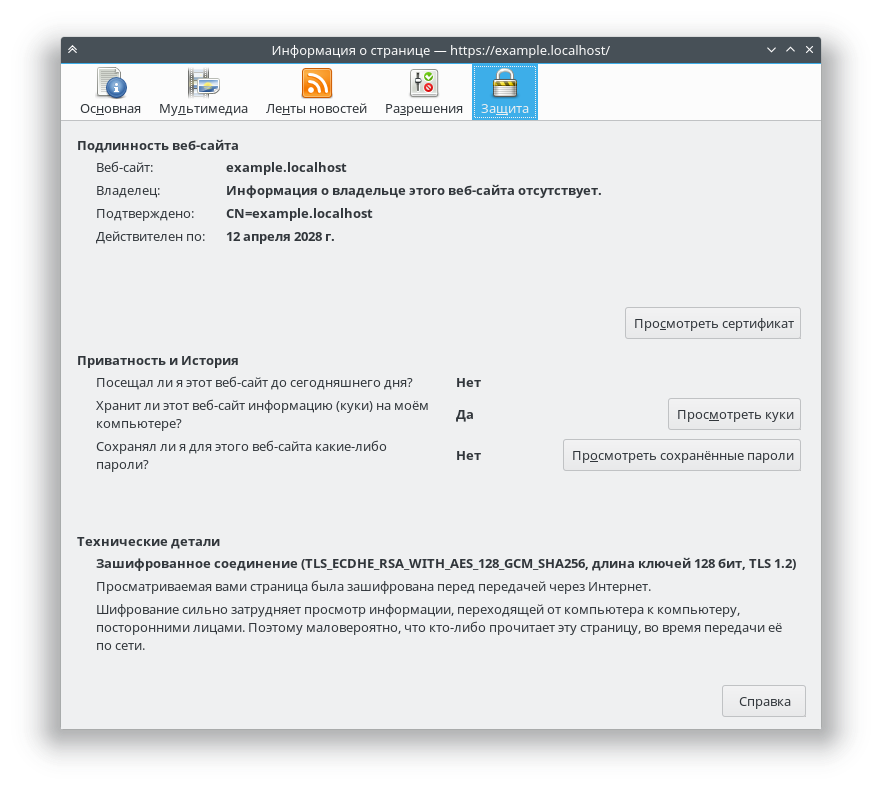 Информация о странице — https://example.localhost/
Основная Мультимедиа Ленты новостей Разрешения Защита
Подлинность веб-сайта
Веб-сайт: example.localhost
Владелец: Информация о владельце этого веб-сайта отсутствует.
Подтверждено: CN=example.localhost
Действителен по: 12 апреля 2028 г.
Просмотреть сертификат
Приватность и История
Посещал ли я этот веб-сайт до сегодняшнего дня? Нет
Хранит ли этот веб-сайт информацию (куки) на моём
компьютере? Да Просмотреть куки
Сохранял ли я для этого веб-сайта какие-либо
пароли? Нет Просмотреть сохранённые пароли
Технические детали
Зашифрованное соединение (TLS_ECDHE_RSA_WITH_AES_128_GCM_SHA256, длина ключей 128 бит, TLS 1.2)
Просматриваемая вами страница была зашифрована перед передачей через Интернет.
Шифрование сильно затрудняет просмотр информации, переходящей от компьютера к компьютеру,
посторонними лицами. Поэтому маловероятно, что кто-либо прочитает эту страницу, во время передачи её
по сети.
Справка